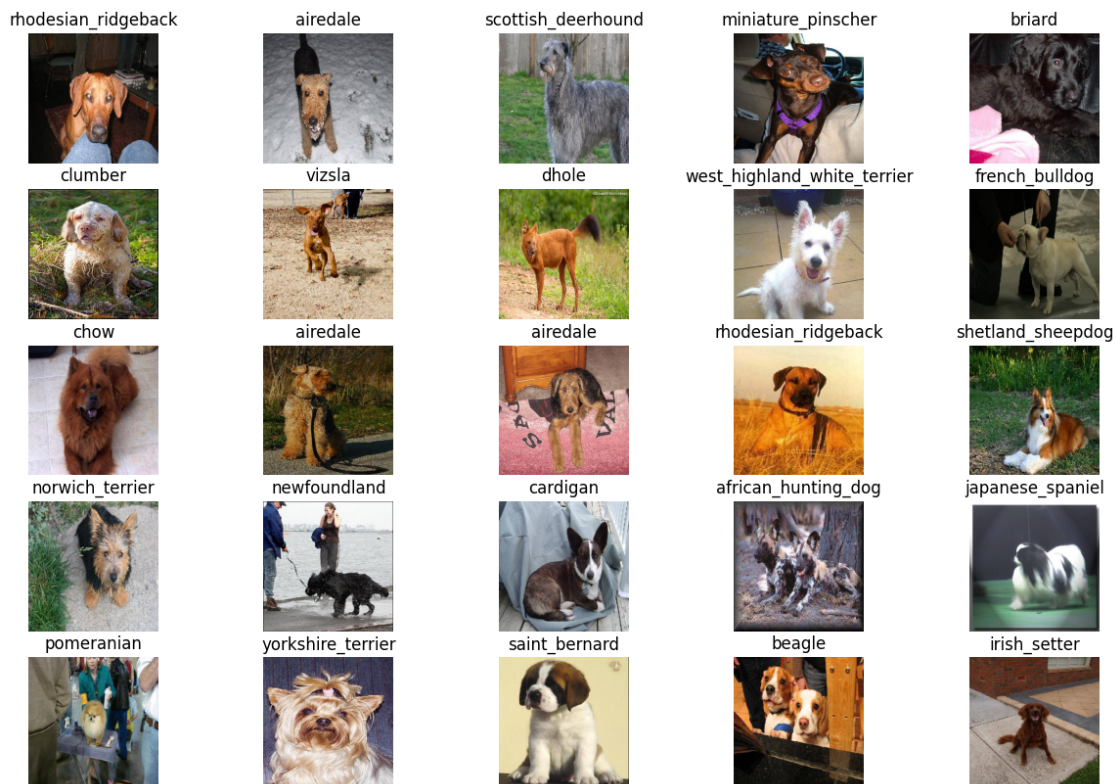 rhodesian_ridgeback
airedale
scottish_deerhound
miniature_pinscher
briard
clumber
vizsla
dhole
west_highland_white_terrier
french_bulldog
chow
airedale
airedale
rhodesian_ridgeback
shetland_sheepdog
norwich_terrier
newfoundland
cardigan
african_hunting_dog
japanese_spaniel
pomeranian
yorkshire_terrier
saint_bernard
beagle
irish_setter